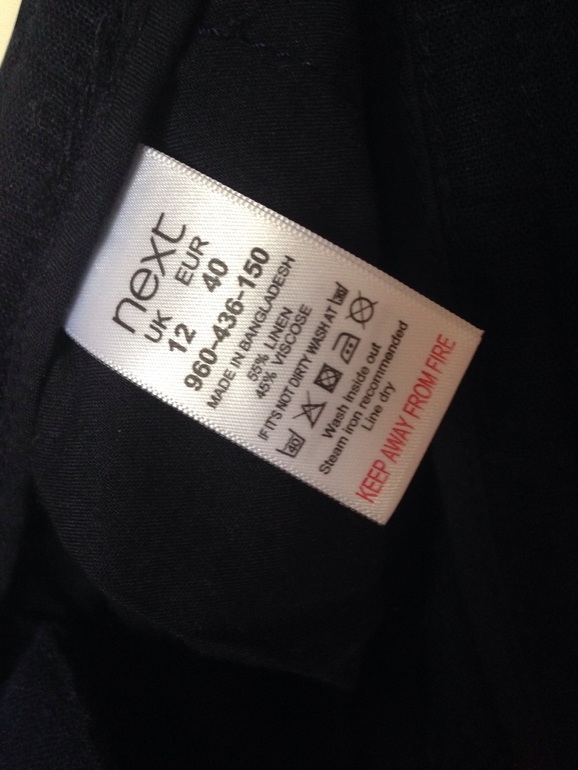 next
UK EUR
12 40
960-436-150
MADE IN BANGLADESH
55% LINEN
45% VISCOSE
IF IT'S NOT DIRTY WASH AT 30
40
Wash inside out
Steam iron recommended
Line dry
KEEP AWAY FROM FIRE